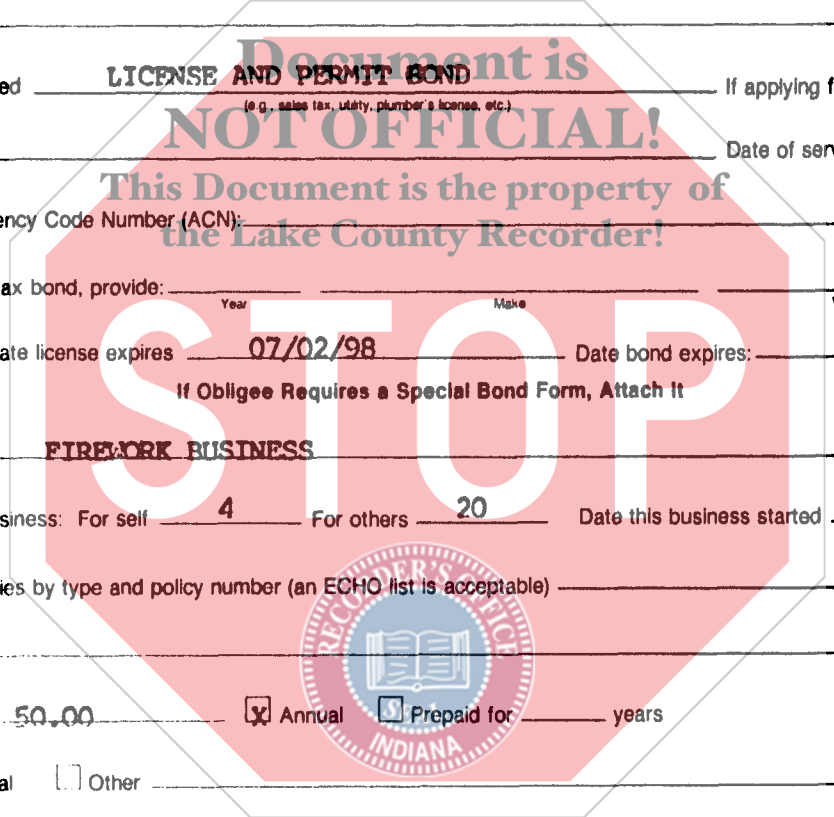 Document is
ed LICENSE AND PERMIT BOND If applying f
(e.g., sales tax, utility, plumber's license, etc.)
NOT OFFICIAL!
Date of serv
This Document is the property of
ency Code Number (ACN):
the Lake County Recorder!
ax bond, provide:
Year Make
ate license expires 07/02/98 Date bond expires:
If Obligee Requires a Special Bond Form, Attach It
STOP
FIREWORK BUSINESS
siness: For self 4 For others 20 Date this business started
ies by type and policy number (an ECHO list is acceptable)
RECORDER'S OFFICE
50.00 X Annual Prepaid for years
INDIANA
al Other